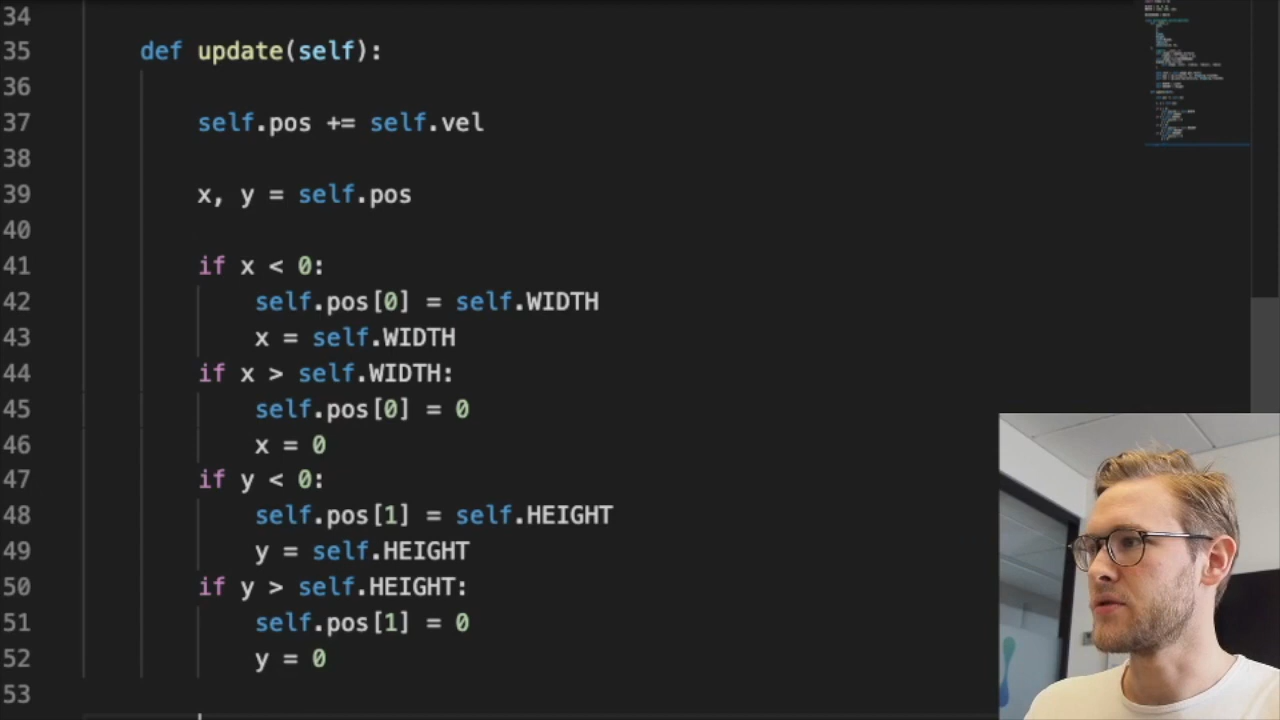 34
35 def update(self):
36
37 self.pos += self.vel
38
39 x, y = self.pos
40
41 if x < 0:
42 self.pos[0] = self.WIDTH
43 x = self.WIDTH
44 if x > self.WIDTH:
45 self.pos[0] = 0
46 x = 0
47 if y < 0:
48 self.pos[1] = self.HEIGHT
49 y = self.HEIGHT
50 if y > self.HEIGHT:
51 self.pos[1] = 0
52 y = 0
53